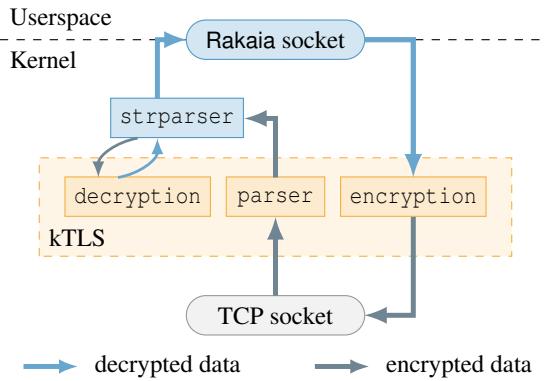 Userspace
Rakaia socket
Kernel
strparser
decryption
parser
encryption
kTLS
TCP socket
decrypted data
encrypted data